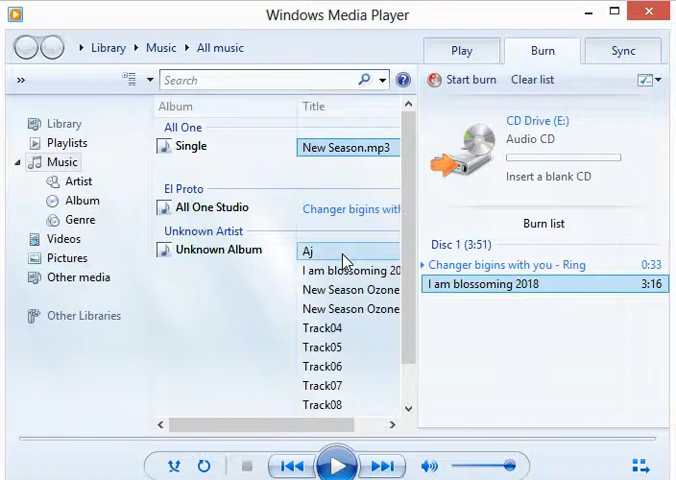 Windows Media Player
Library Music All music
Play Burn Sync
» Search
Start burn Clear list
Album Title
Library
Playlists
Music
Artist
Album
Genre
Videos
Pictures
Other media
Other Libraries
All One
Single New Season.mp3
El Proto
All One Studio Changer bigins with
Unknown Artist
Unknown Album Aj
I am blossoming 20
New Season Ozone
New Season Ozone
Track04
Track05
Track06
Track07
Track08
CD Drive (E:)
Audio CD
Insert a blank CD
Burn list
Disc 1 (3:51)
Changer bigins with you - Ring 0:33
I am blossoming 2018 3:16